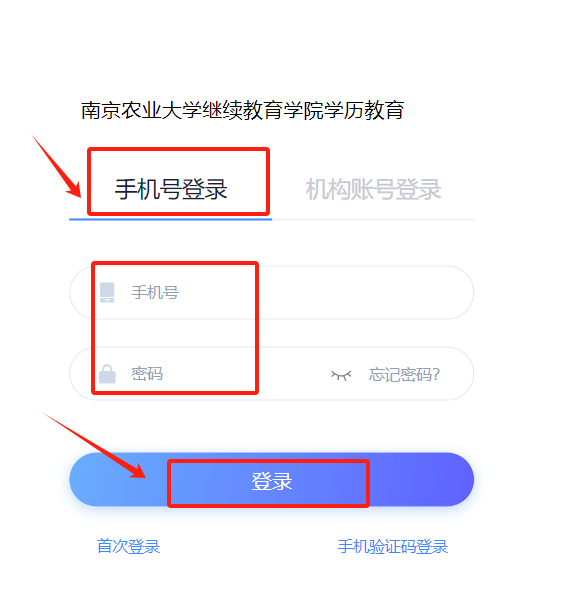 南京农业大学继续教育学院学历教育
手机号登录 机构账号登录
手机号
密码 忘记密码?
登录
首次登录 手机验证码登录